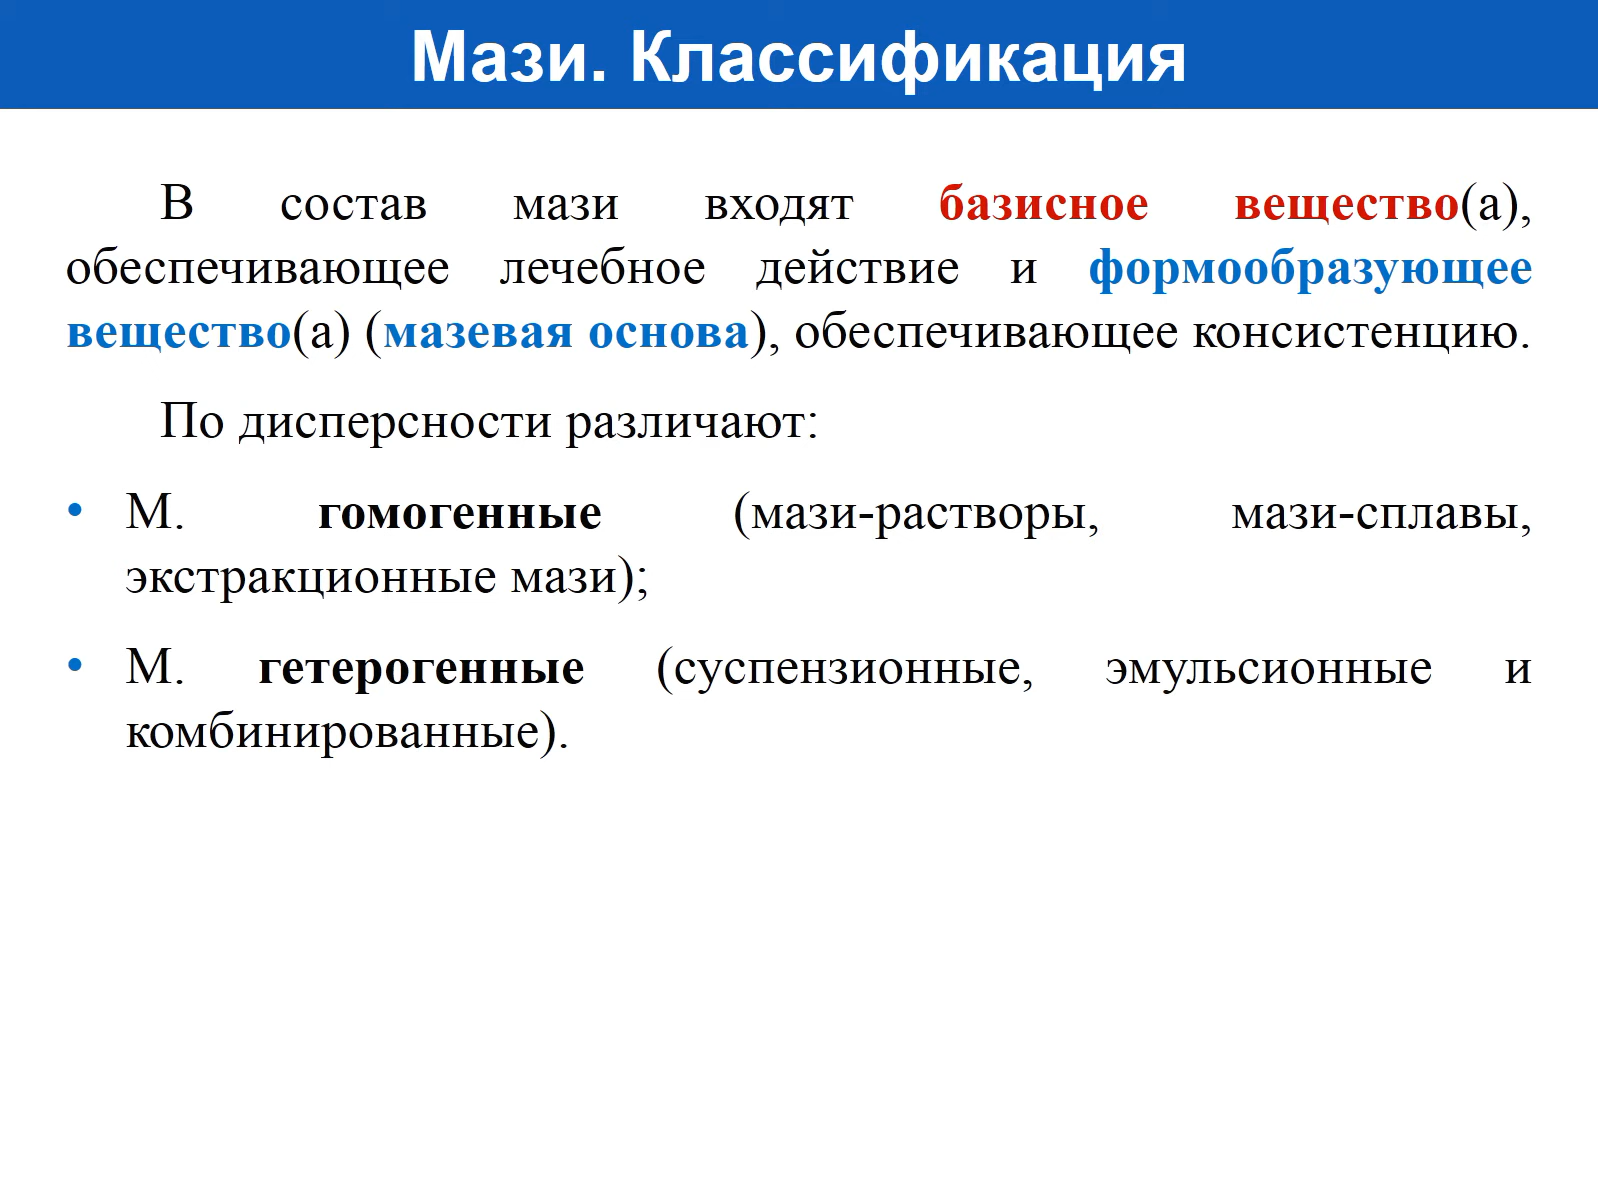 Мази. Классификация
В состав мази входят базисное вещество(а),
обеспечивающее лечебное действие и формообразующее
вещество(а) (мазевая основа), обеспечивающее консистенцию.
По дисперсности различают:
• М. гомогенные (мази-растворы, мази-сплавы,
экстракционные мази);
• М. гетерогенные (суспензионные, эмульсионные и
комбинированные).